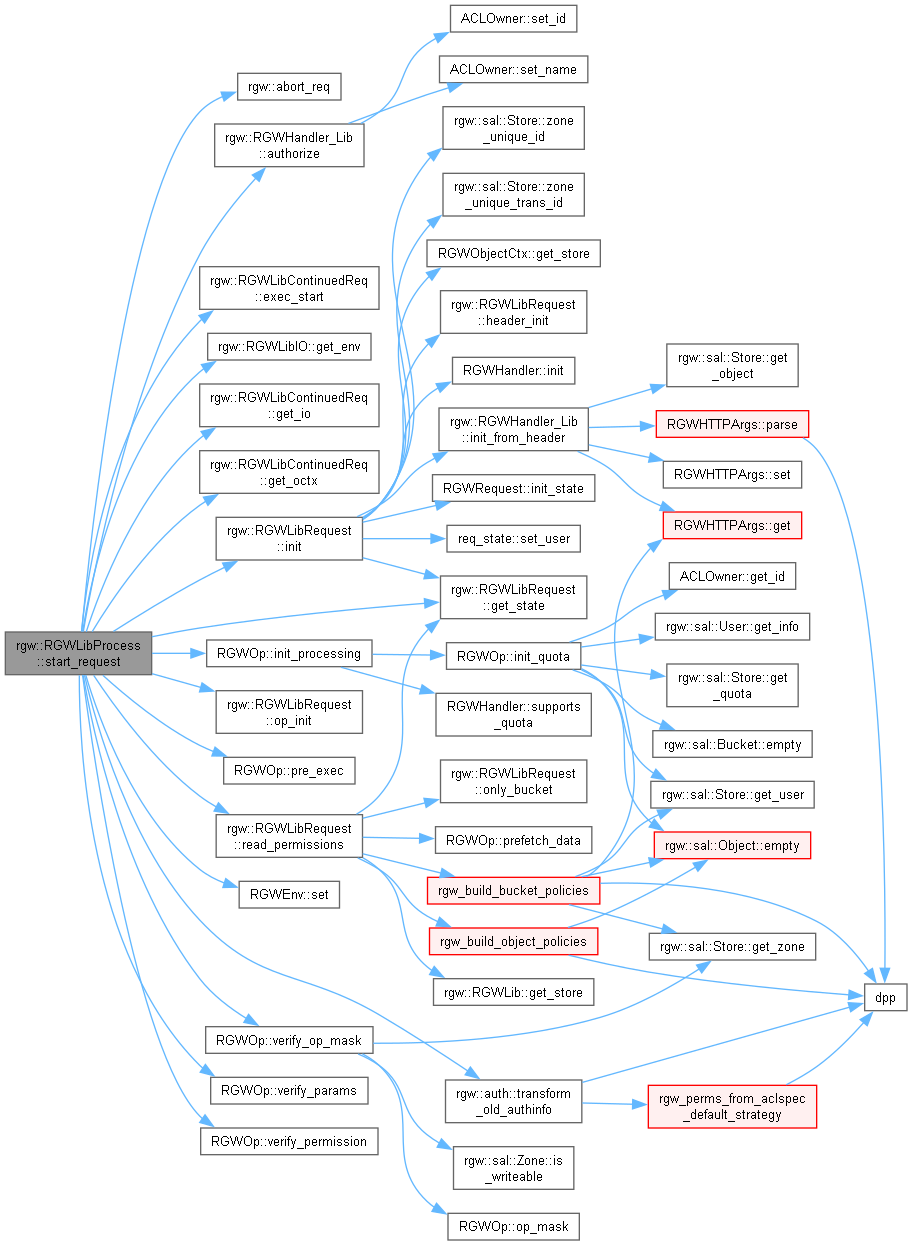 ACLOwner::set_id
ACLOwner::set_name
rgw::abort_req
rgw::RGWHandler_Lib
::authorize
rgw::sal::Store::zone
_unique_id
rgw::sal::Store::zone
_unique_trans_id
RGWObjectCtx::get_store
rgw::RGWLibContinuedReq
::exec_start
rgw::RGWLibRequest
::header_init
rgw::RGWLibIO::get_env
RGWHandler::init
rgw::sal::Store::get
_object
rgw::RGWLibContinuedReq
::get_io
rgw::RGWHandler_Lib
::init_from_header
RGWHTTPArgs::parse
rgw::RGWLibContinuedReq
::get_octx
RGWRequest::init_state
RGWHTTPArgs::set
rgw::RGWLibRequest
::init
req_state::set_user
RGWHTTPArgs::get
rgw::RGWLibRequest
::get_state
ACLOwner::get_id
rgw::RGWLibProcess
::start_request
RGWOp::init_processing
RGWOp::init_quota
rgw::sal::User::get_info
rgw::sal::Store::get
_quota
rgw::RGWLibRequest
::op_init
RGWHandler::supports
_quota
rgw::sal::Bucket::empty
RGWOp::pre_exec
rgw::RGWLibRequest
::only_bucket
rgw::sal::Store::get_user
rgw::RGWLibRequest
::read_permissions
RGWOp::prefetch_data
rgw::sal::Object::empty
RGWEnv::set
rgw_build_bucket_policies
rgw_build_object_policies
rgw::sal::Store::get_zone
rgw::RGWLib::get_store
dpp
RGWOp::verify_op_mask
RGWOp::verify_params
rgw::auth::transform
_old_authinfo
rgw_perms_from_aclspec
_default_strategy
RGWOp::verify_permission
rgw::sal::Zone::is
_writeable
RGWOp::op_mask